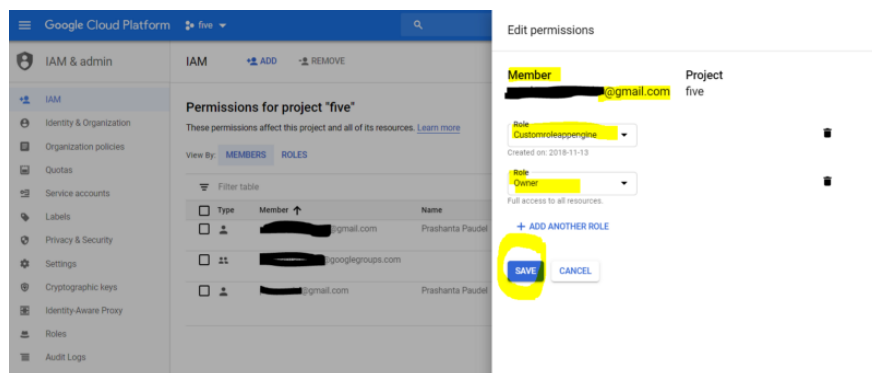 Google Cloud Platform
five
IAM & admin
IAM
Identity & Organization
Organization policies
Quotas
Service accounts
Labels
Privacy & Security
Settings
Cryptographic keys
Identity-Aware Proxy
Roles
Audit Logs
IAM
ADD
REMOVE
Permissions for project "five"
These permissions affect this project and all of its resources. Learn more
View By: MEMBERS ROLES
Filter table
Type Member Name
@gmail.com Prashanta Paudel
@googlegroups.com
@gmail.com Prashanta Paudel
Edit permissions
Member Project
@gmail.com five
Role
Customroleappengine
Created on: 2018-11-13
Role
Owner
Full access to all resources.
ADD ANOTHER ROLE
SAVE CANCEL